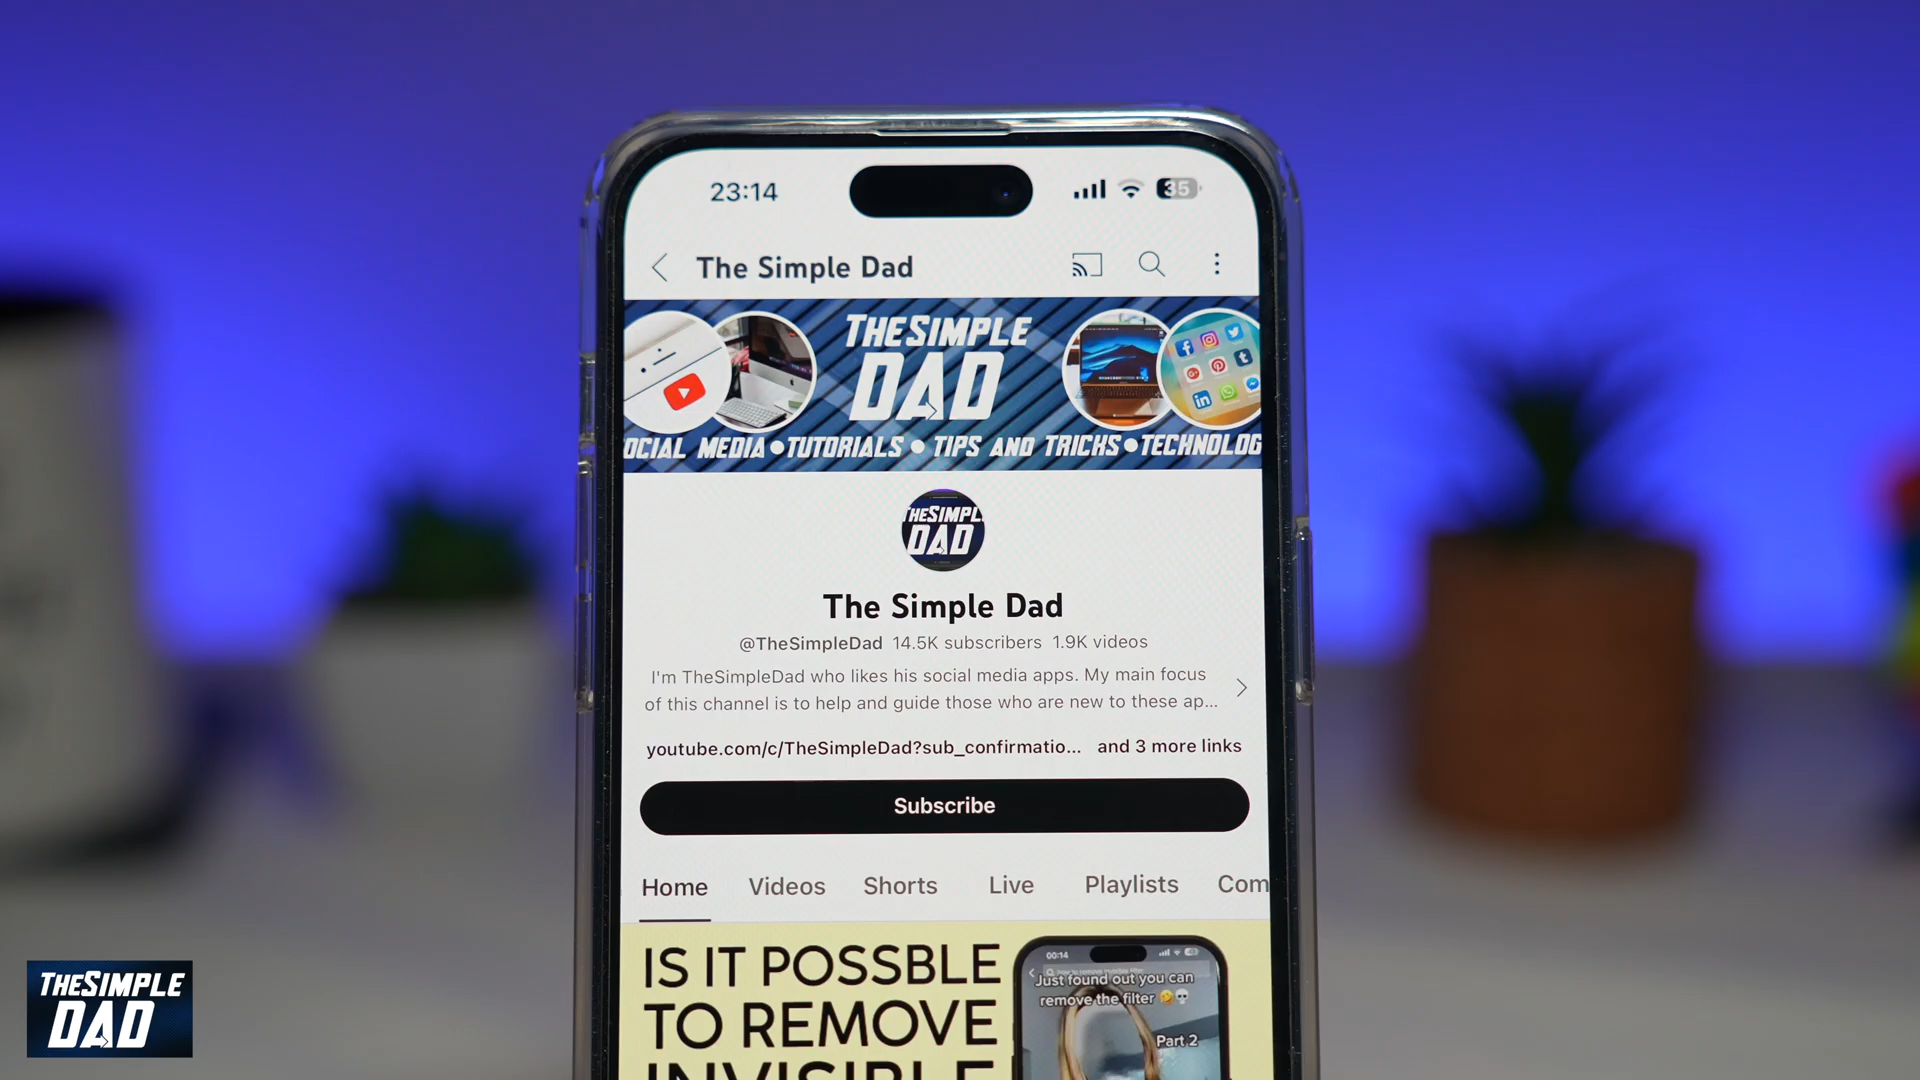 23:14
35
The Simple Dad
THESIMPLE
DAD
OCIAL MEDIA • TUTORIALS • TIPS AND TRICKS • TECHNOLOG
THESIMPL
DAD
The Simple Dad
@TheSimpleDad 14.5K subscribers 1.9K videos
I'm TheSimpleDad who likes his social media apps. My main focus
of this channel is to help and guide those who are new to these ap...
youtube.com/c/TheSimpleDad?sub_confirmatio... and 3 more links
Subscribe
Home Videos Shorts Live Playlists Com
IS IT POSSBLE
TO REMOVE
INVISIBLE
00:14
Just found out you can
remove the filter 🤣💀
Part 2
THESIMPLE
DAD